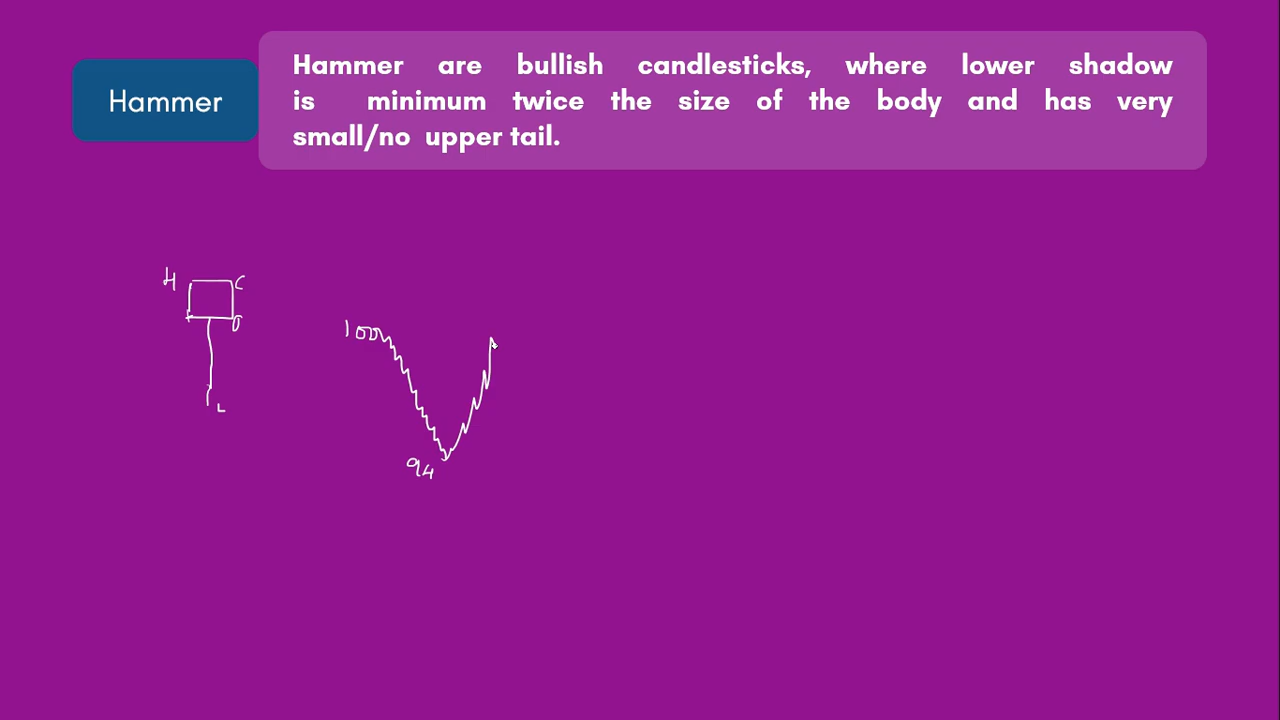 Hammer
Hammer are bullish candlesticks, where lower shadow
is minimum twice the size of the body and has very
small/no upper tail.
H C
O
L
100
94